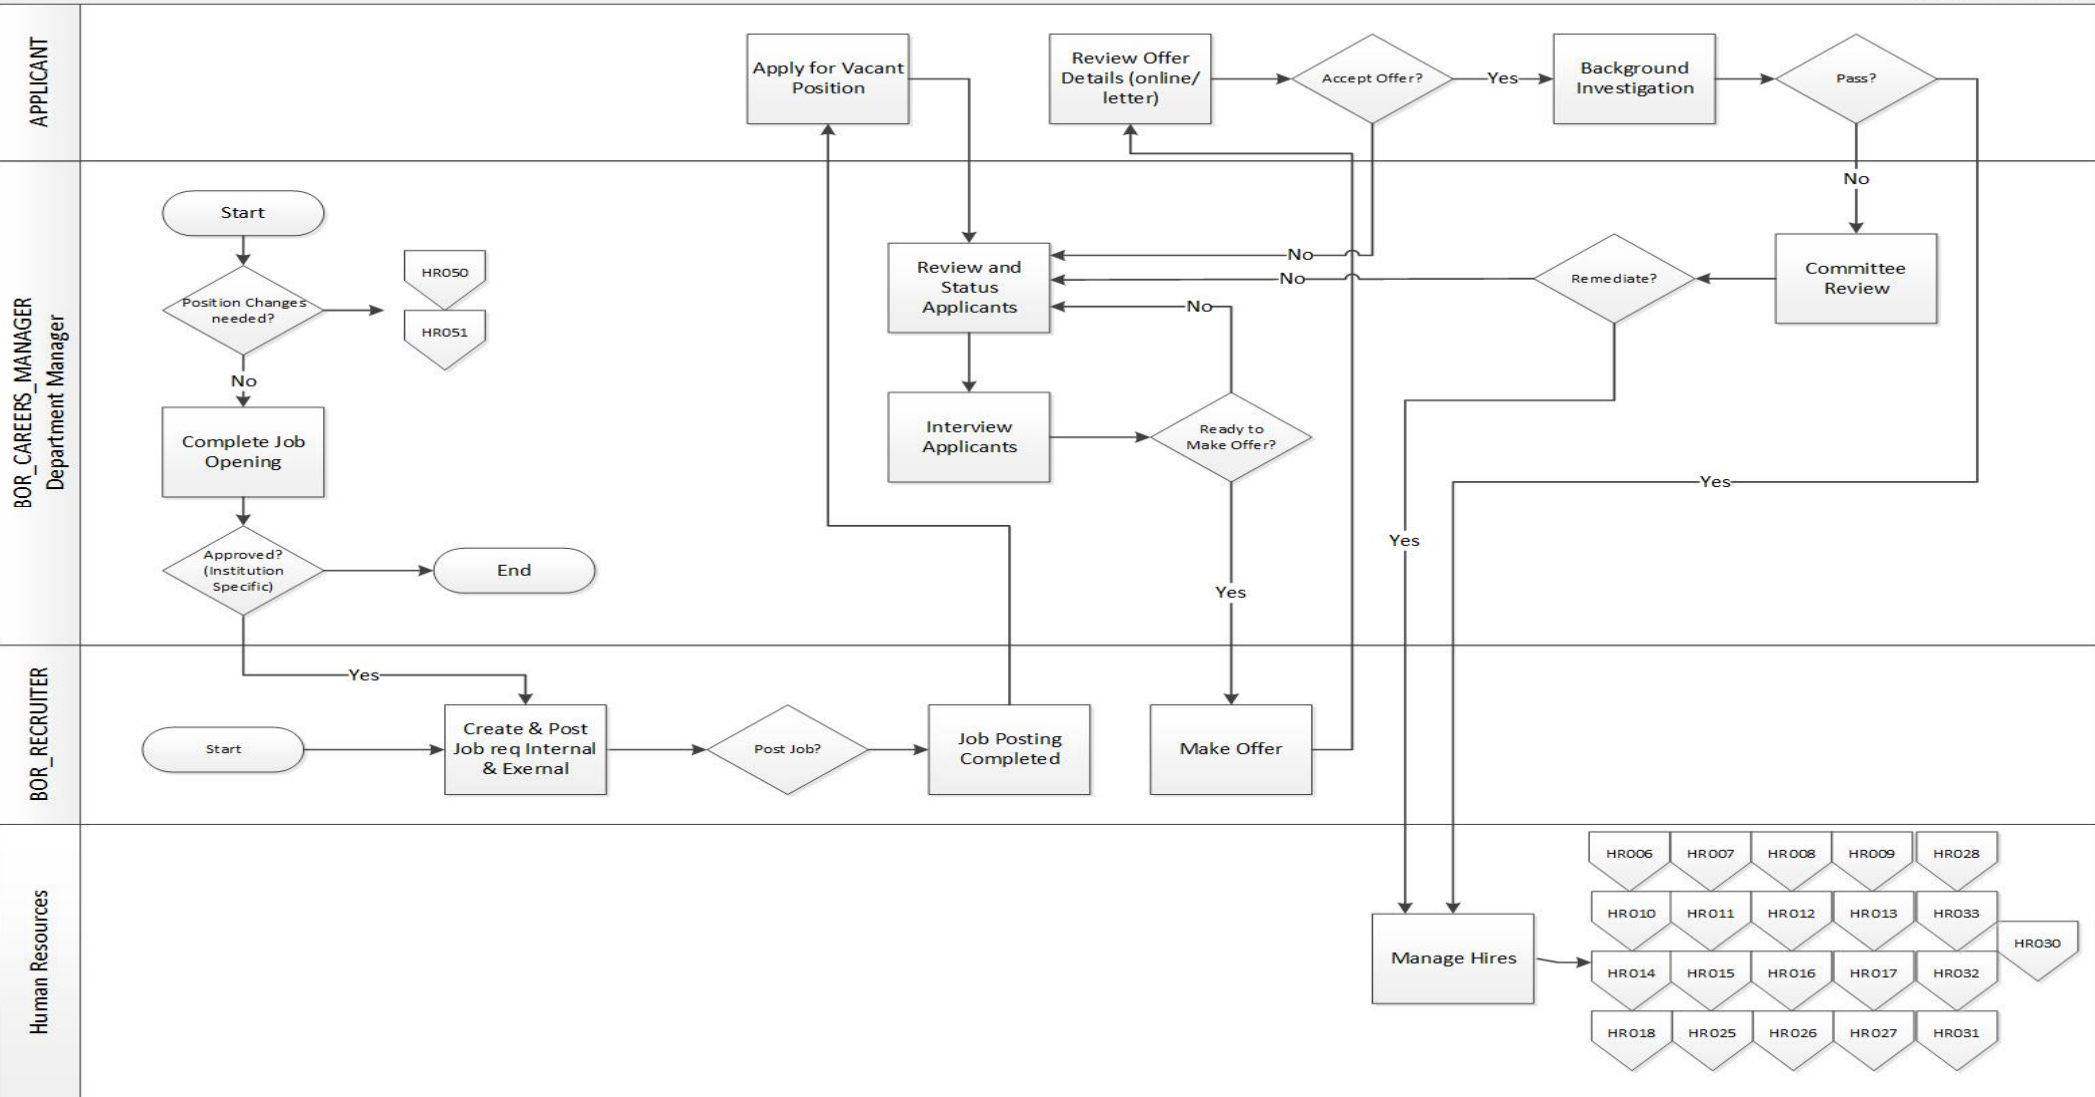 APPLICANT
Apply for Vacant
Position
Review Offer
Details (online/
letter)
Accept Offer?
Yes
Background
Investigation
Pass?
No
BOR_CAREERS_MANAGER
Department Manager
Start
Position Changes
needed?
HR050
HR051
No
Complete Job
Opening
Approved?
(Institution
Specific)
End
Review and
Status
Applicants
No
No
No
Remediate?
Committee
Review
Interview
Applicants
Ready to
Make Offer?
Yes
Yes
Yes
BOR_RECRUITER
Yes
Start
Create & Post
Job req Internal
& Exernal
Post Job?
Job Posting
Completed
Make Offer
Human Resources
Manage Hires
HR006
HR007
HR008
HR009
HR028
HR010
HR011
HR012
HR013
HR033
HR030
HR014
HR015
HR016
HR017
HR032
HR018
HR025
HR026
HR027
HR031